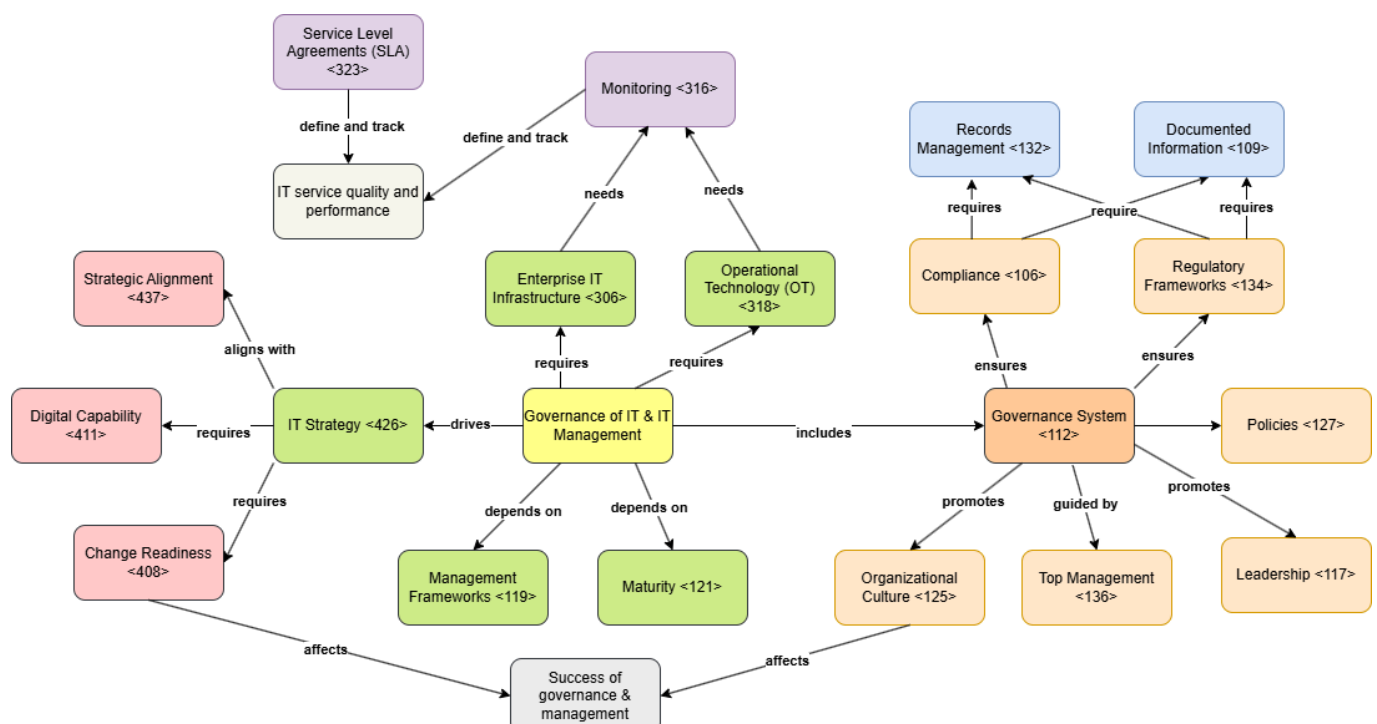 Service Level
Agreements (SLA)
<323>
Monitoring <316>
Records
Management <132>
Documented
Information <109>
define and track
define and track
IT service quality and
performance
needs
needs
requires
require
requires
Strategic Alignment
<437>
Enterprise IT
Infrastructure <306>
Operational
Technology (OT)
<318>
Compliance <106>
Regulatory
Frameworks <134>
aligns with
requires
requires
ensures
ensures
Digital Capability
<411>
requires
IT Strategy <426>
drives
Governance of IT & IT
Management
includes
Governance System
<112>
Policies <127>
requires
depends on
depends on
promotes
guided by
promotes
Change Readiness
<408>
Management
Frameworks <119>
Maturity <121>
Organizational
Culture <125>
Top Management
<136>
Leadership <117>
affects
affects
Success of
governance &
management